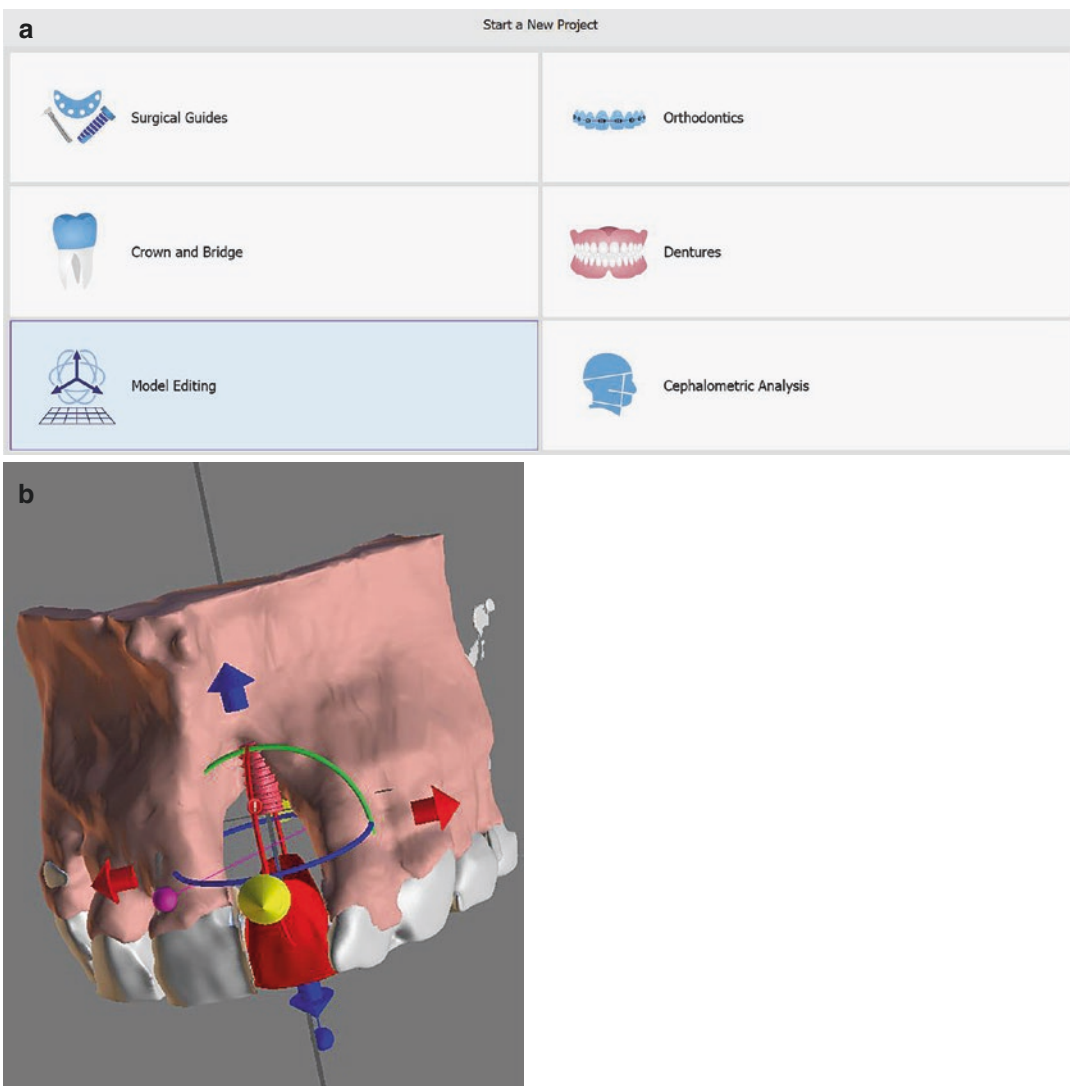 a
Start a New Project
Surgical Guides
Orthodontics
Crown and Bridge
Dentures
Model Editing
Cephalometric Analysis
b